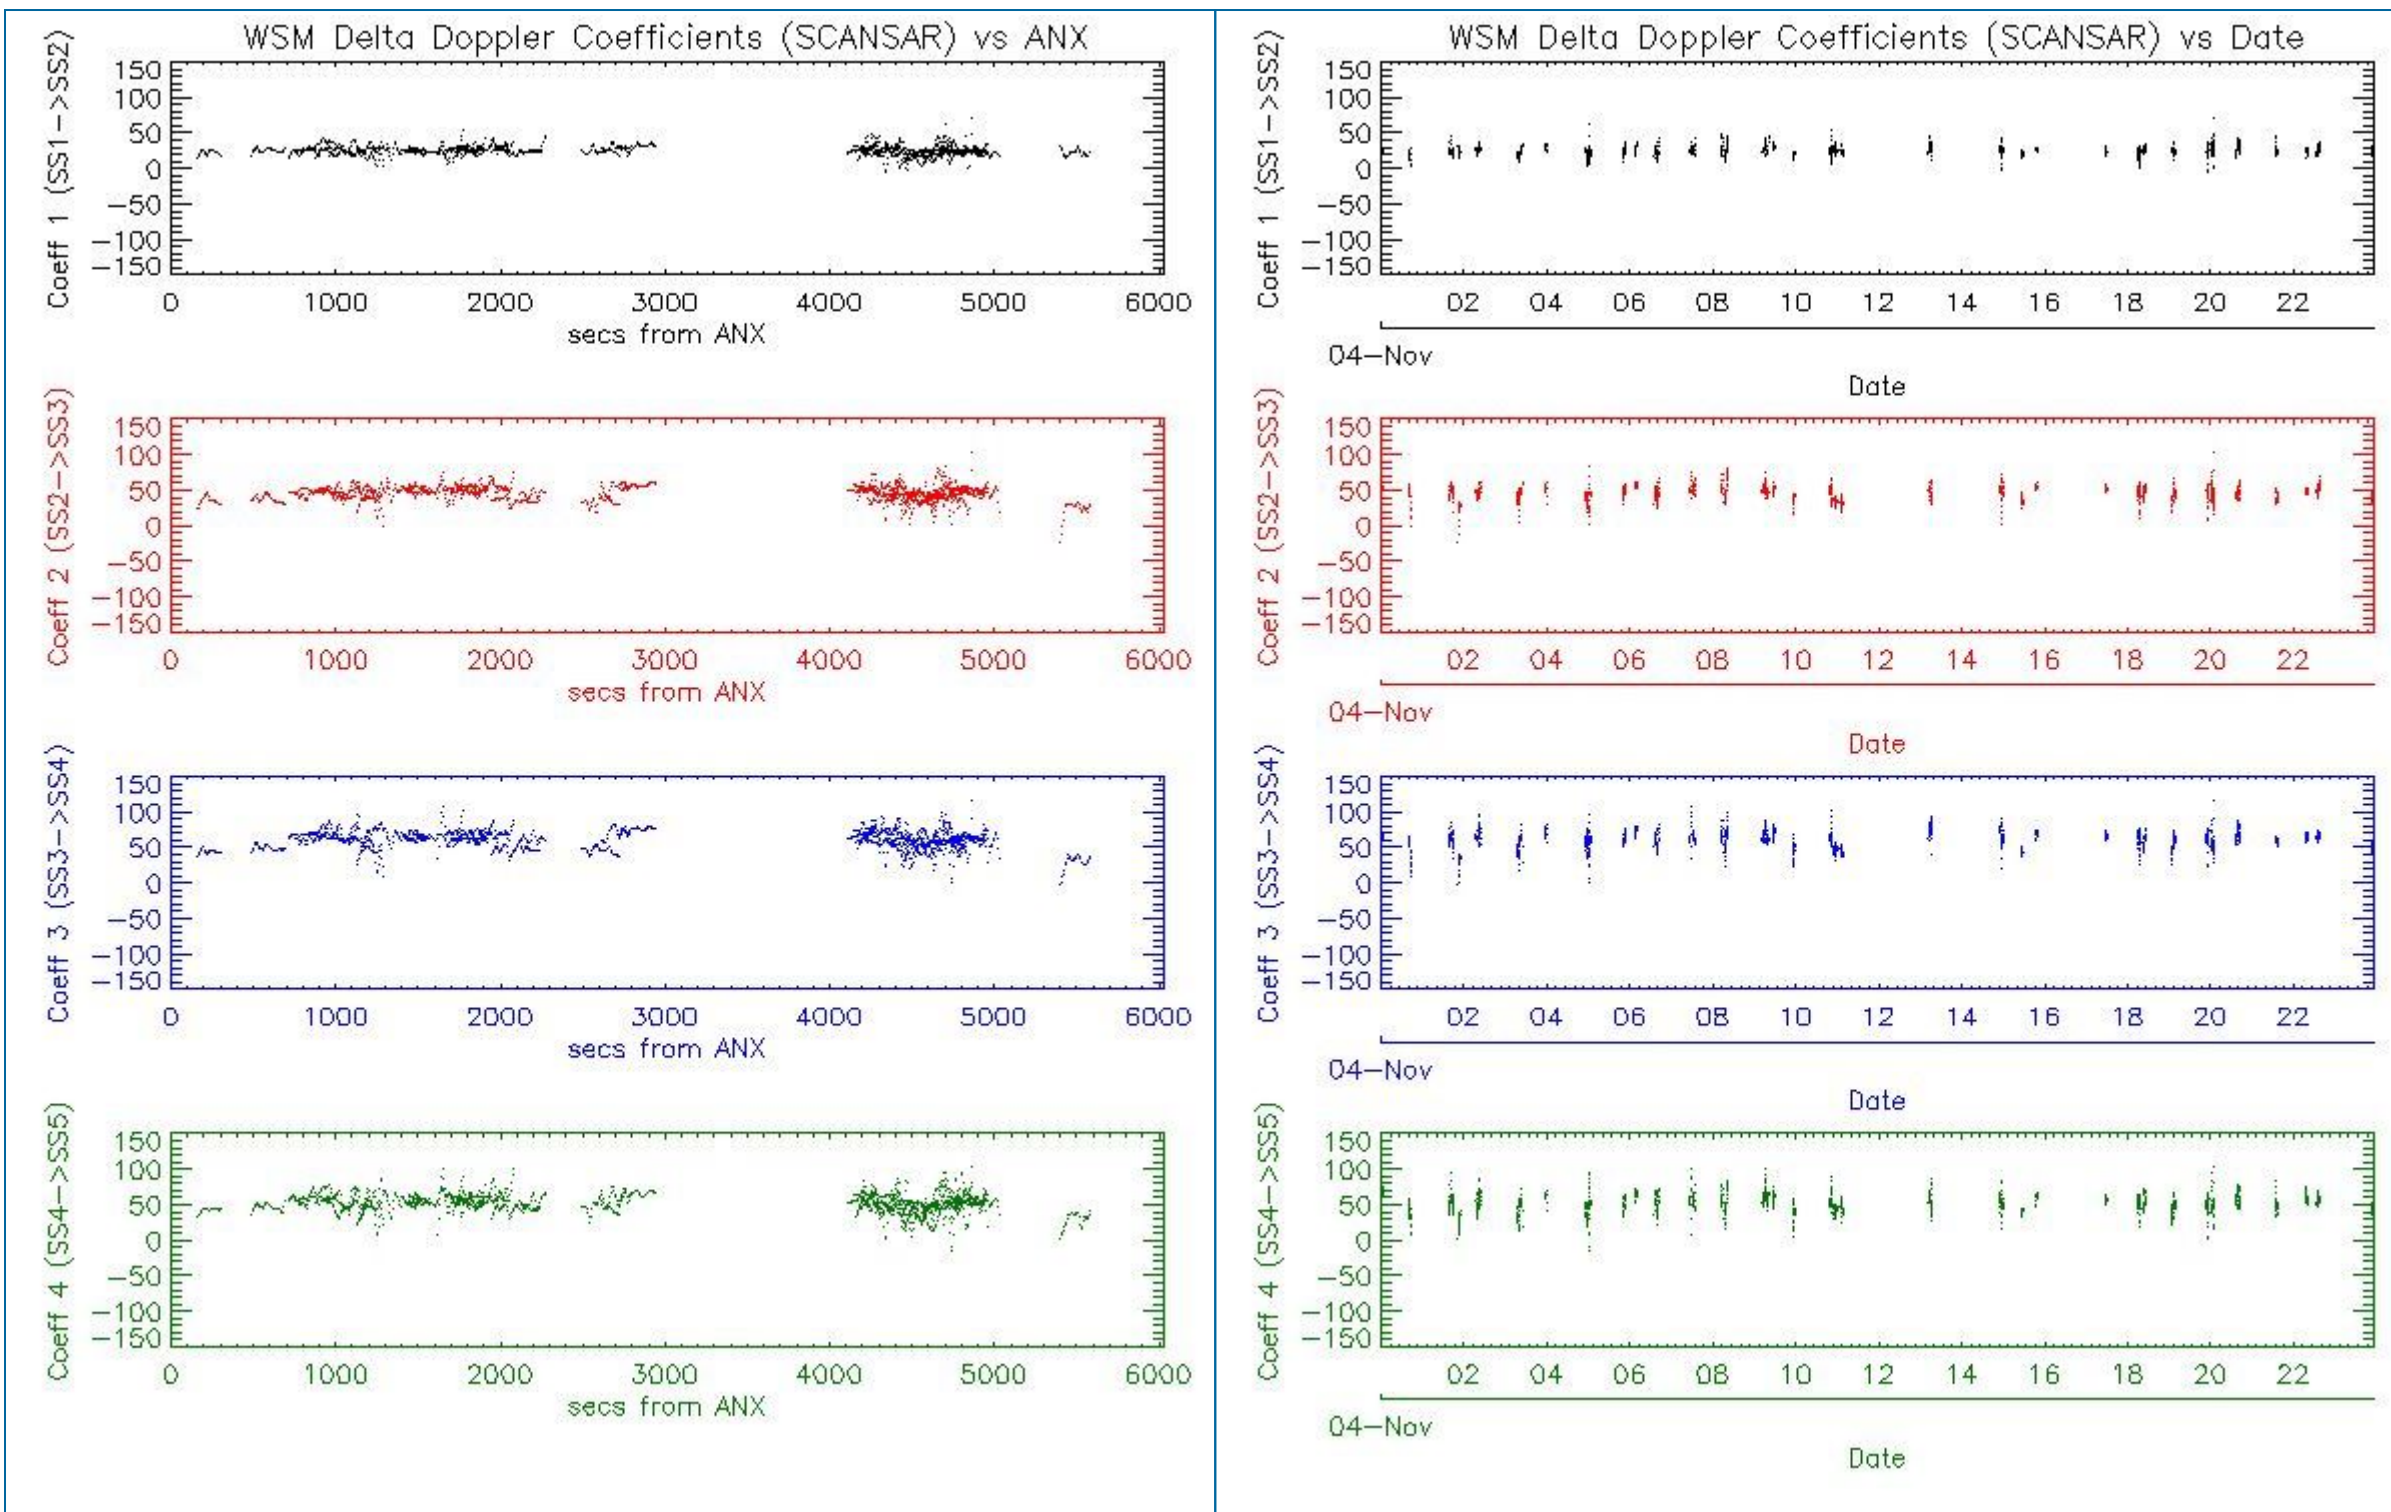 WSM Delta Doppler Coefficients (SCANSAR) vs ANX
Coeff 1 (SS1->SS2)
150
100
50
0
-50
-100
-150
0 1000 2000 3000 4000 5000 6000
secs from ANX
Coeff 2 (SS2->SS3)
150
100
50
0
-50
-100
-150
0 1000 2000 3000 4000 5000 6000
secs from ANX
Coeff 3 (SS3->SS4)
150
100
50
0
-50
-100
-150
0 1000 2000 3000 4000 5000 6000
secs from ANX
Coeff 4 (SS4->SS5)
150
100
50
0
-50
-100
-150
0 1000 2000 3000 4000 5000 6000
secs from ANX
WSM Delta Doppler Coefficients (SCANSAR) vs Date
Coeff 1 (SS1->SS2)
150
100
50
0
-50
-100
-150
02 04 06 08 10 12 14 16 18 20 22
04-Nov
Date
Coeff 2 (SS2->SS3)
150
100
50
0
-50
-100
-150
02 04 06 08 10 12 14 16 18 20 22
04-Nov
Date
Coeff 3 (SS3->SS4)
150
100
50
0
-50
-100
-150
02 04 06 08 10 12 14 16 18 20 22
04-Nov
Date
Coeff 4 (SS4->SS5)
150
100
50
0
-50
-100
-150
02 04 06 08 10 12 14 16 18 20 22
04-Nov
Date